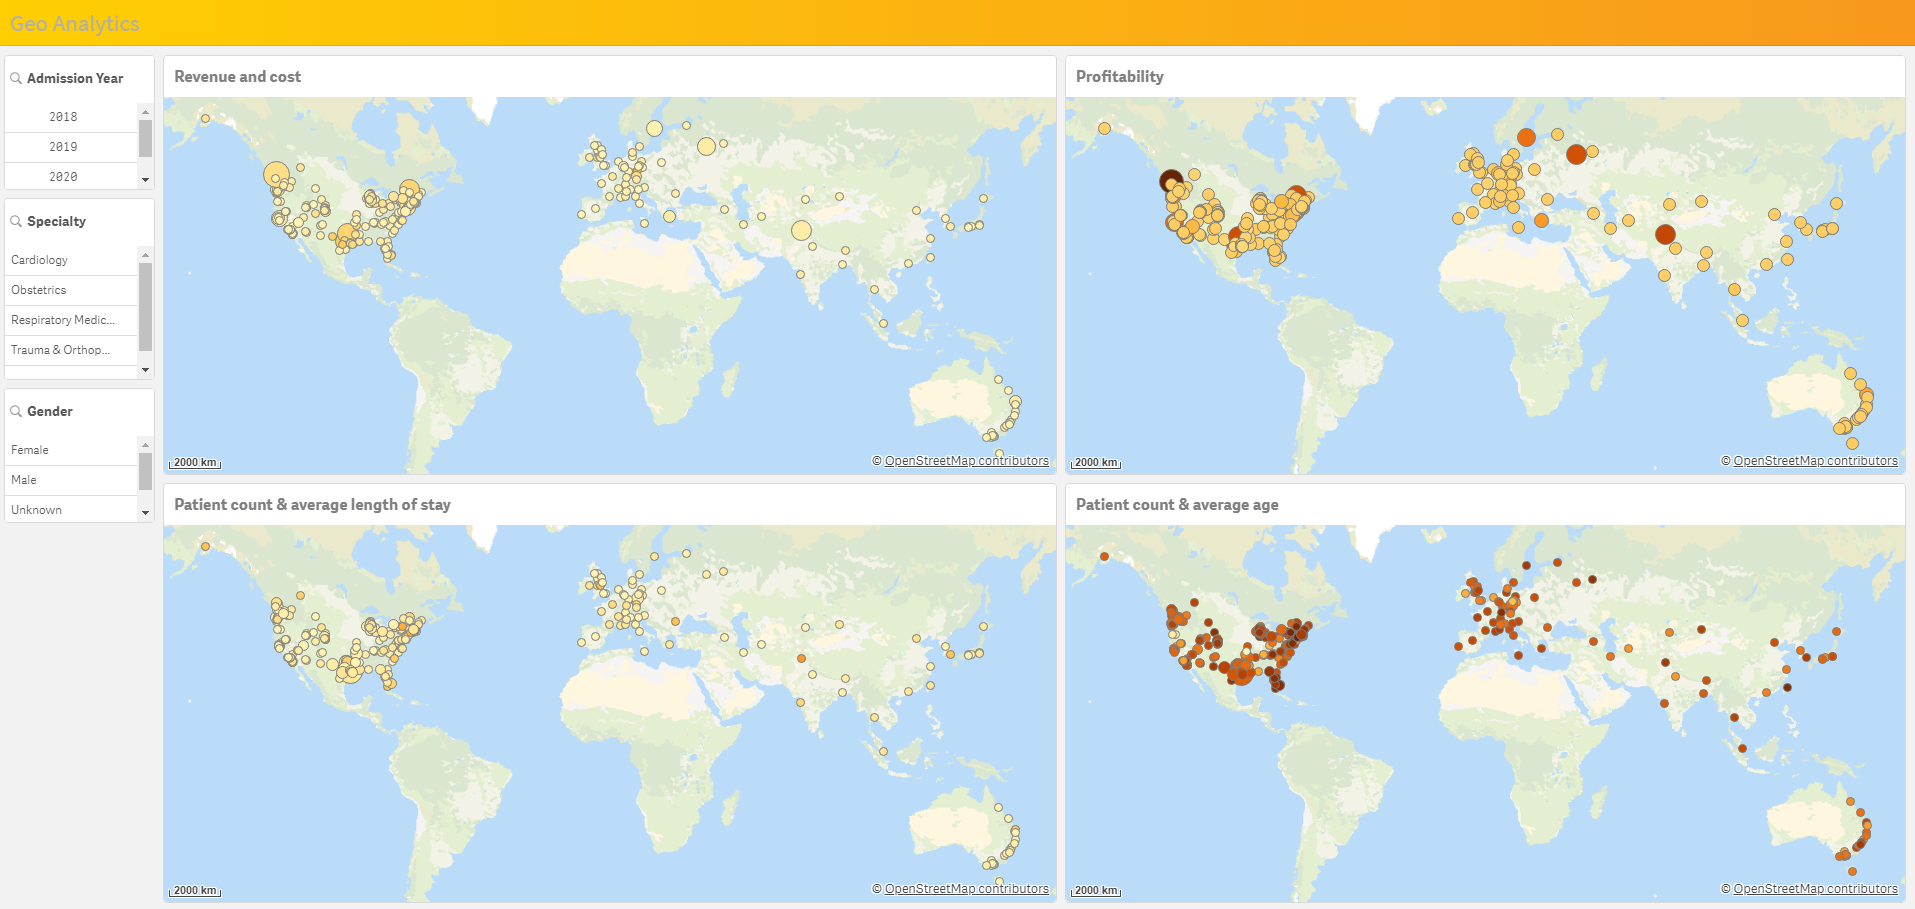 Geo Analytics
Admission Year
2018
2019
2020
Specialty
Cardiology
Obstetrics
Respiratory Medic...
Trauma & Orthop...
Gender
Female
Male
Unknown
Revenue and cost
2000 km
© OpenStreetMap contributors
Profitability
2000 km
© OpenStreetMap contributors
Patient count & average length of stay
2000 km
© OpenStreetMap contributors
Patient count & average age
2000 km
© OpenStreetMap contributors